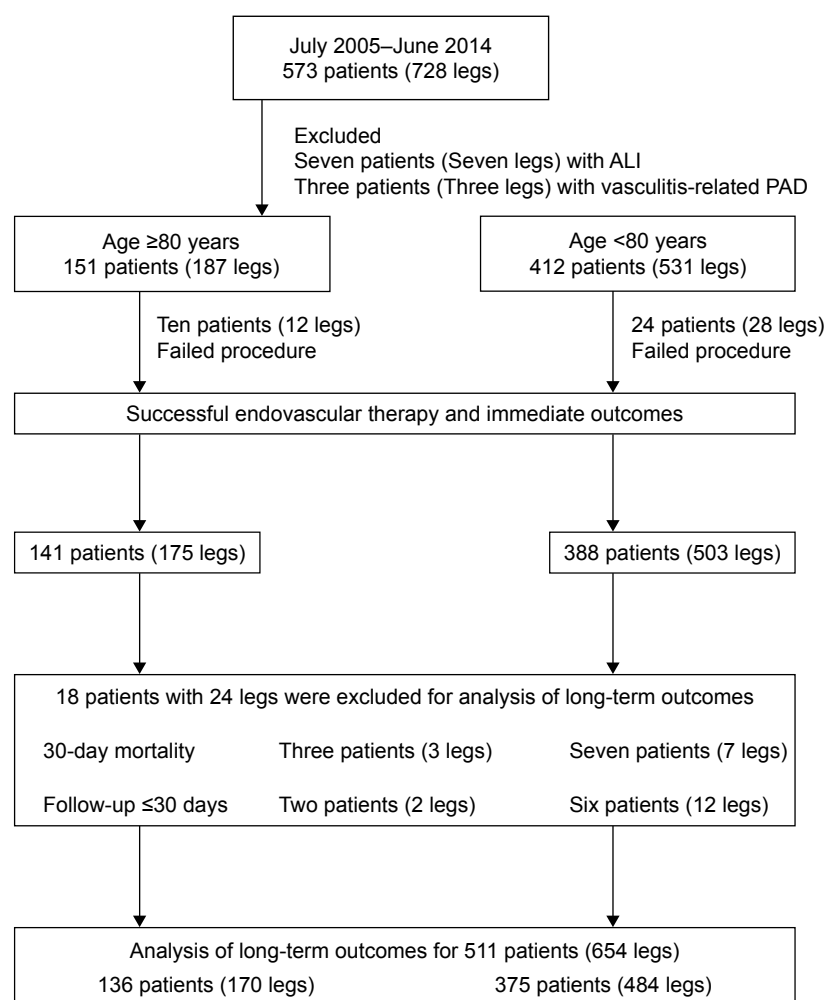 July 2005–June 2014
573 patients (728 legs)
Excluded
Seven patients (Seven legs) with ALI
Three patients (Three legs) with vasculitis-related PAD
Age ≥80 years
151 patients (187 legs)
Age <80 years
412 patients (531 legs)
Ten patients (12 legs)
Failed procedure
24 patients (28 legs)
Failed procedure
Successful endovascular therapy and immediate outcomes
141 patients (175 legs)
388 patients (503 legs)
18 patients with 24 legs were excluded for analysis of long-term outcomes
30-day mortality Three patients (3 legs) Seven patients (7 legs)
Follow-up ≤30 days Two patients (2 legs) Six patients (12 legs)
Analysis of long-term outcomes for 511 patients (654 legs)
136 patients (170 legs) 375 patients (484 legs)